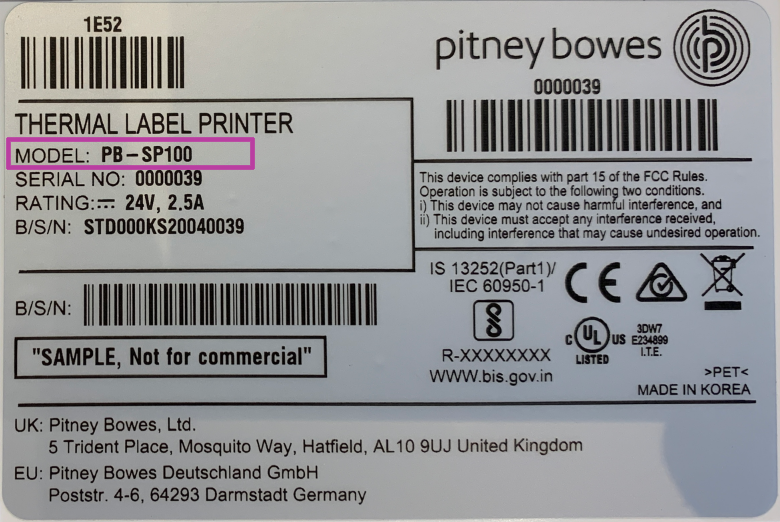 1E52
pitney bowes
0000039
THERMAL LABEL PRINTER
MODEL: PB-SP100
SERIAL NO: 0000039
RATING: 24V, 2.5A
B/S/N: STD000KS20040039
This device complies with part 15 of the FCC Rules.
Operation is subject to the following two conditions.
i) This device may not cause harmful interference, and
ii) This device must accept any interference received,
including interference that may cause undesired operation.
IS 13252(Part1)/
IEC 60950-1
CE
B/S/N:
R-XXXXXXXX
WWW.bis.gov.in
C UL US
LISTED
3DW7
E234899
I.T.E.
"SAMPLE, Not for commercial"
>PET<
MADE IN KOREA
UK: Pitney Bowes, Ltd.
5 Trident Place, Mosquito Way, Hatfield, AL10 9UJ United Kingdom
EU: Pitney Bowes Deutschland GmbH
Poststr. 4-6, 64293 Darmstadt Germany